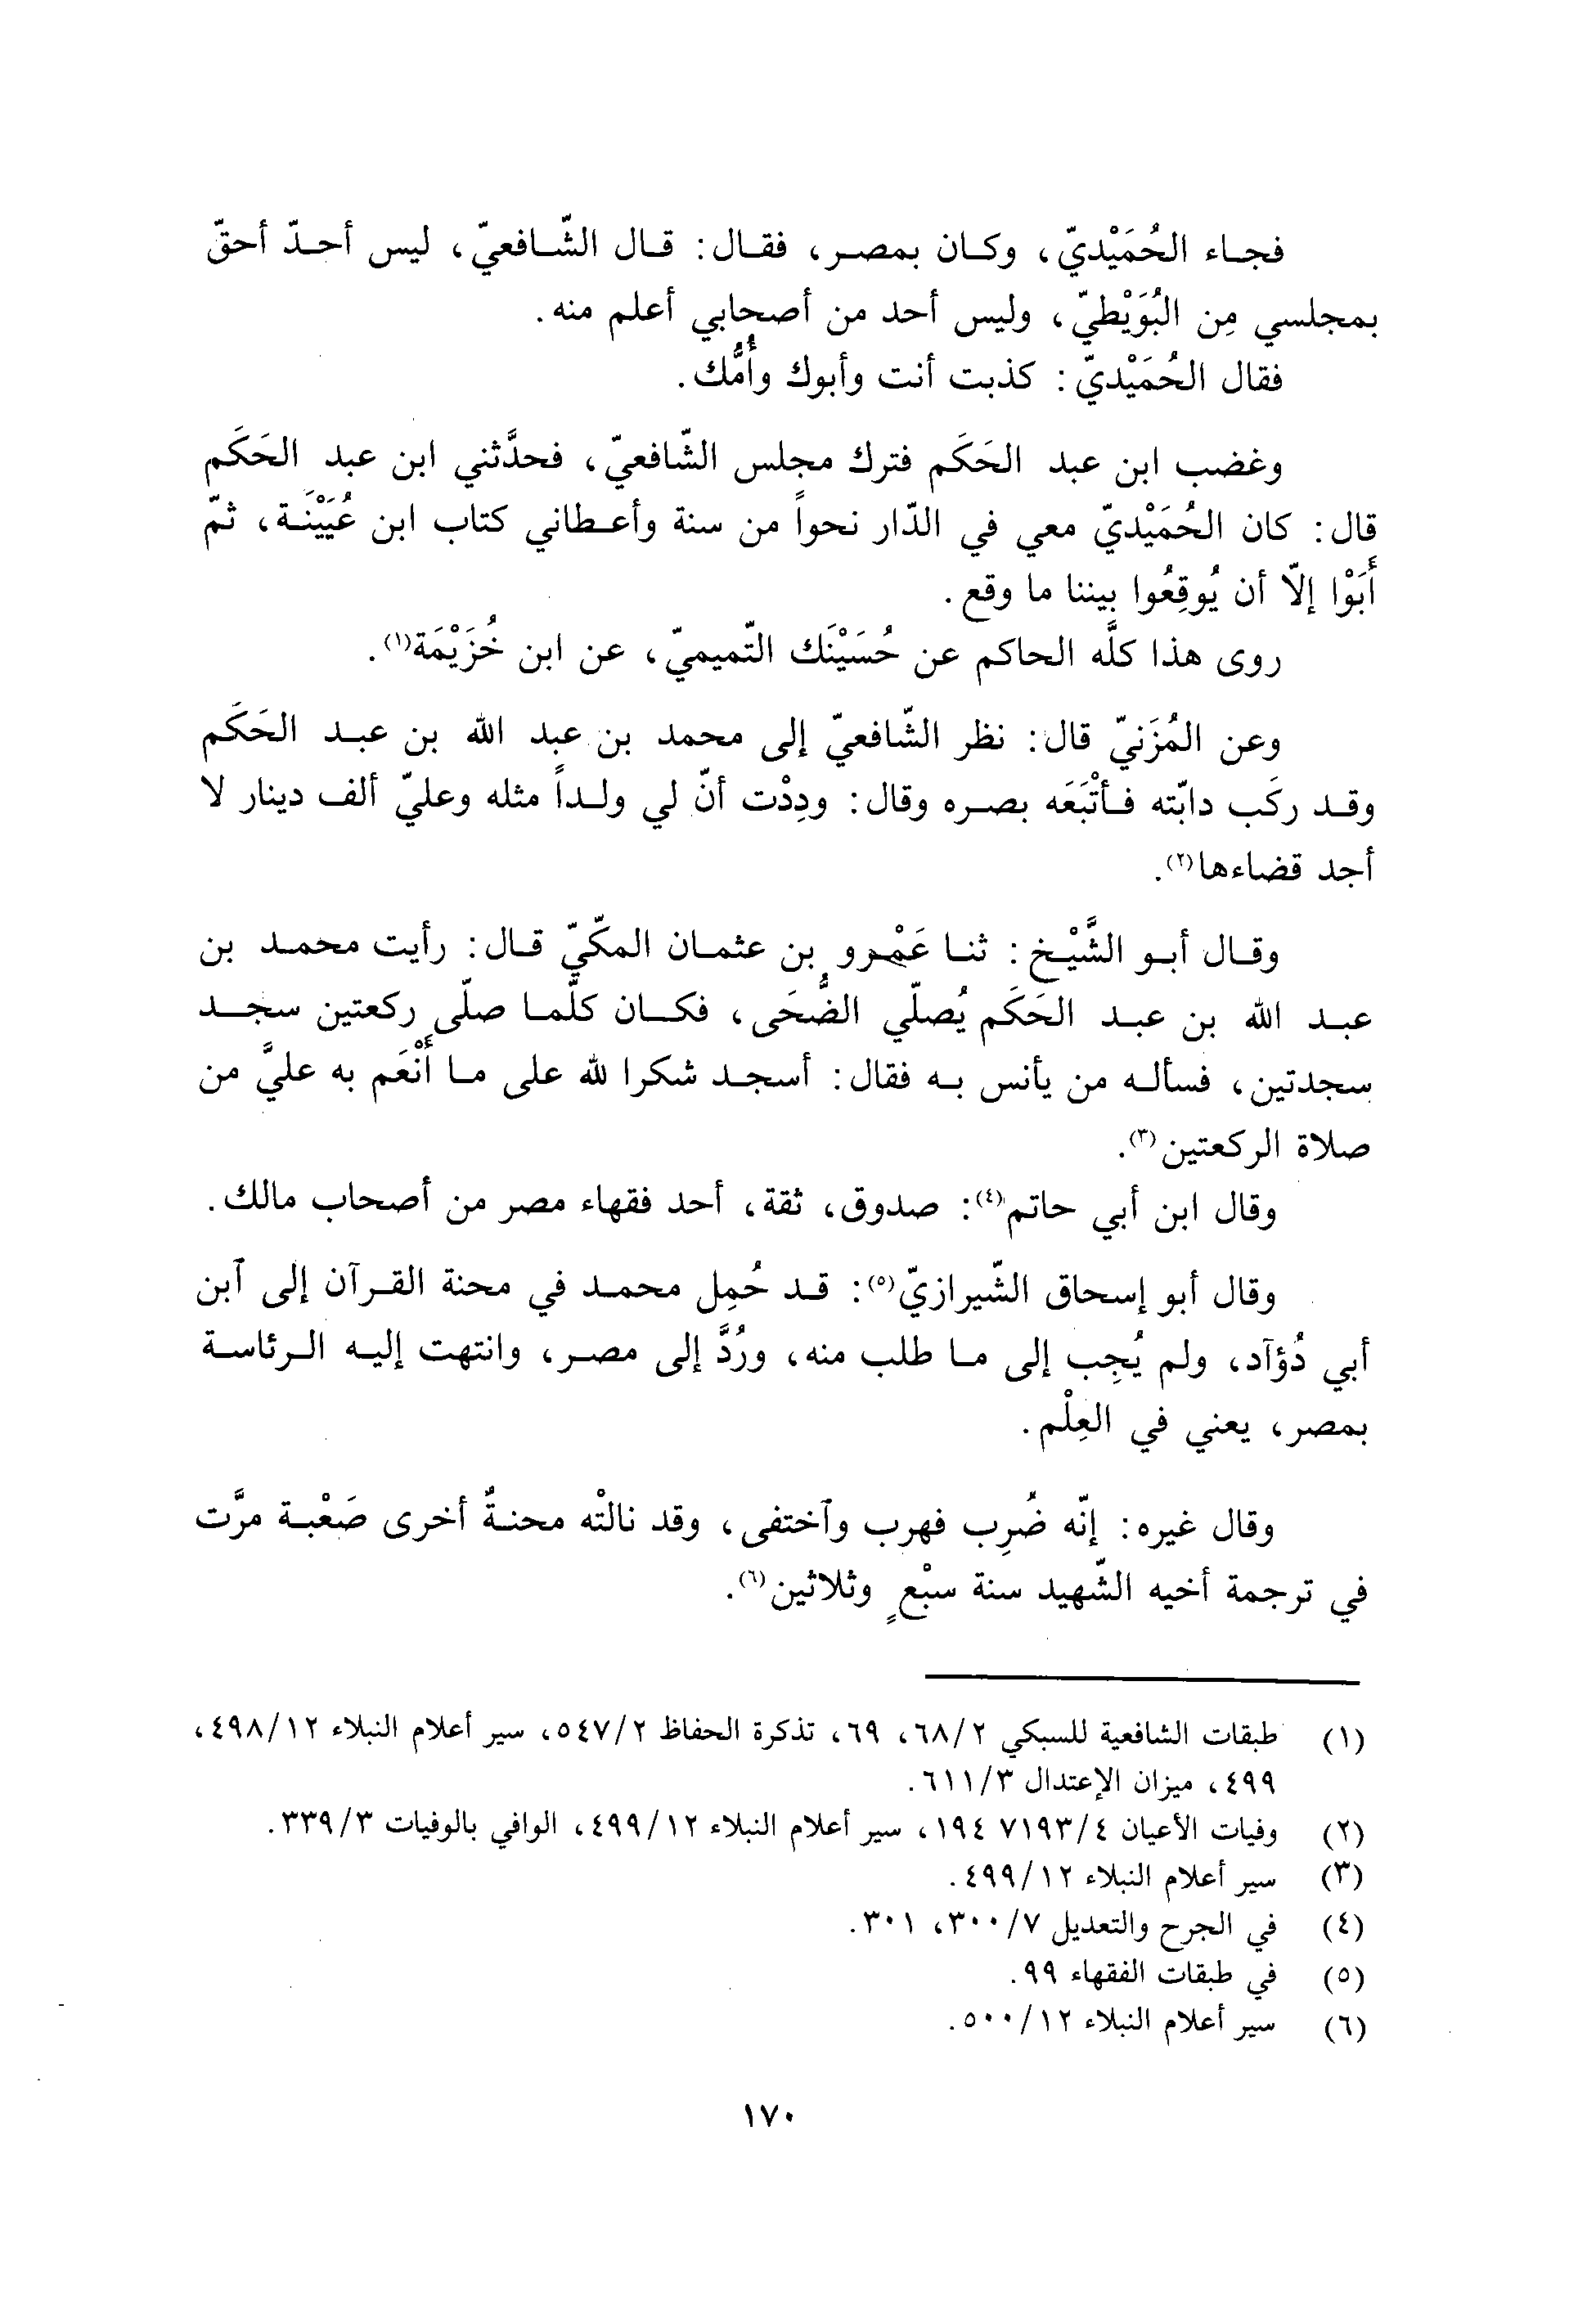 فجاء الحُمَيْديّ، وكان بمصر، فقال: قال الشّافعيّ، ليس أحدّ أحقّ
بمجلسي مِن البُوَيْطيّ، وليس أحد من أصحابي أعلم منه.
فقال الحُمَيْديّ: كذبت أنت وأبوك وأُمُّك.
وغضب ابن عبد الحَكَم فترك مجلس الشّافعيّ، فحدَّثني ابن عبد الحَكَم
قال: كان الحُمَيْديّ معي في الدّار نحواً من سنة وأعطاني كتاب ابن عُيَيْنَة، ثمّ
أَبَوْا إلاّ أن يُوقِعُوا بيننا ما وقع.
روى هذا كلَّه الحاكم عن حُسَيْنَك التّميميّ، عن ابن خُزَيْمَة(١).
وعن المُزَنيّ قال: نظر الشّافعيّ إلى محمد بن عبد الله بن عبد الحَكَم
وقد ركَب دابّته فأتْبَعَه بصره وقال: ودِدْت أنّ لي ولداً مثله وعليّ ألف دينار لا
أجد قضاءها(٢).
وقال أبو الشَّيْخ: ثنا عَمْرو بن عثمان المكّيّ قال: رأيت محمد بن
عبد الله بن عبد الحَكَم يُصلّي الضُّحَى، فكان كلّما صلّى ركعتين سجد
سجدتين، فسأله من يأنس به فقال: أسجد شكرا لله على ما أَنْعَم به عليَّ من
صلاة الركعتين(٣).
وقال ابن أبي حاتم(٤): صدوق، ثقة، أحد فقهاء مصر من أصحاب مالك.
وقال أبو إسحاق الشّيرازيّ(٥): قد حُمِل محمد في محنة القرآن إلى آبن
أبي دُؤآد، ولم يُجِب إلى ما طلب منه، ورُدَّ إلى مصر، وانتهت إليه الرئاسة
بمصر، يعني في العِلْم.
وقال غيره: إنّه ضُرِب فهرب وآختفى، وقد نالتْه محنةٌ أخرى صَعْبة مرَّت
في ترجمة أخيه الشّهيد سنة سبْعٍ وثلاثين(٦).
(١) طبقات الشافعية للسبكي ٦٨/٢، ٦٩، تذكرة الحفاظ ٥٤٧/٢، سير أعلام النبلاء ٤٩٨/١٢،
٤٩٩، ميزان الإعتدال ٦١١/٣.
(٢) وفيات الأعيان ٧١٩٣/٤ ١٩٤، سير أعلام النبلاء ٤٩٩/١٢، الوافي بالوفيات ٣٣٩/٣.
(٣) سير أعلام النبلاء ٤٩٩/١٢.
(٤) في الجرح والتعديل ٣٠٠/٧، ٣٠١.
(٥) في طبقات الفقهاء ٩٩.
(٦) سير أعلام النبلاء ٥٠٠/١٢.
١٧٠